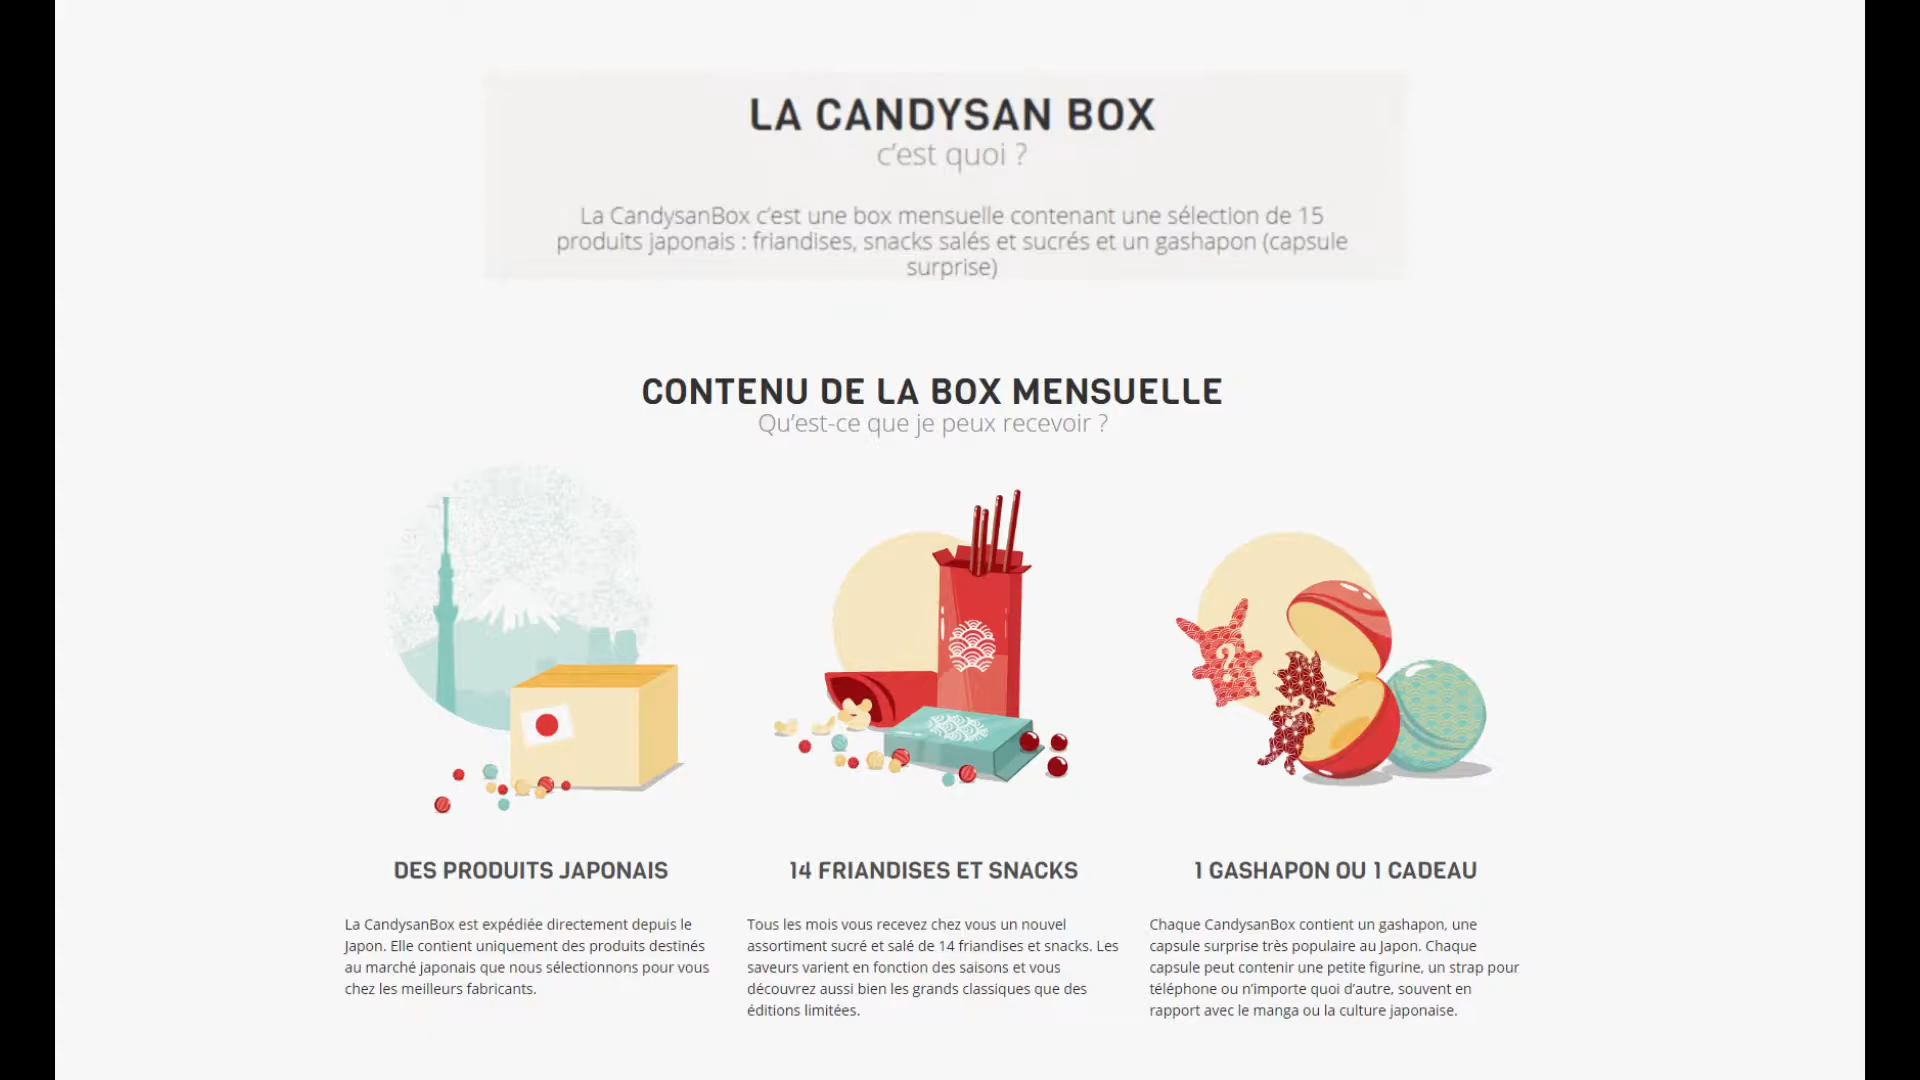 LA CANDYSAN BOX
c'est quoi ?
La CandysanBox c'est une box mensuelle contenant une sélection de 15
produits japonais : friandises, snacks salés et sucrés et un gashapon (capsule
surprise)
CONTENU DE LA BOX MENSUELLE
Qu'est-ce que je peux recevoir ?
?
DES PRODUITS JAPONAIS
La CandysanBox est expédiée directement depuis le
Japon. Elle contient uniquement des produits destinés
au marché japonais que nous sélectionnons pour vous
chez les meilleurs fabricants.
14 FRIANDISES ET SNACKS
Tous les mois vous recevez chez vous un nouvel
assortiment sucré et salé de 14 friandises et snacks. Les
saveurs varient en fonction des saisons et vous
découvrez aussi bien les grands classiques que des
éditions limitées.
1 GASHAPON OU 1 CADEAU
Chaque CandysanBox contient un gashapon, une
capsule surprise très populaire au Japon. Chaque
capsule peut contenir une petite figurine, un strap pour
téléphone ou n'importe quoi d'autre, souvent en
rapport avec le manga ou la culture japonaise.